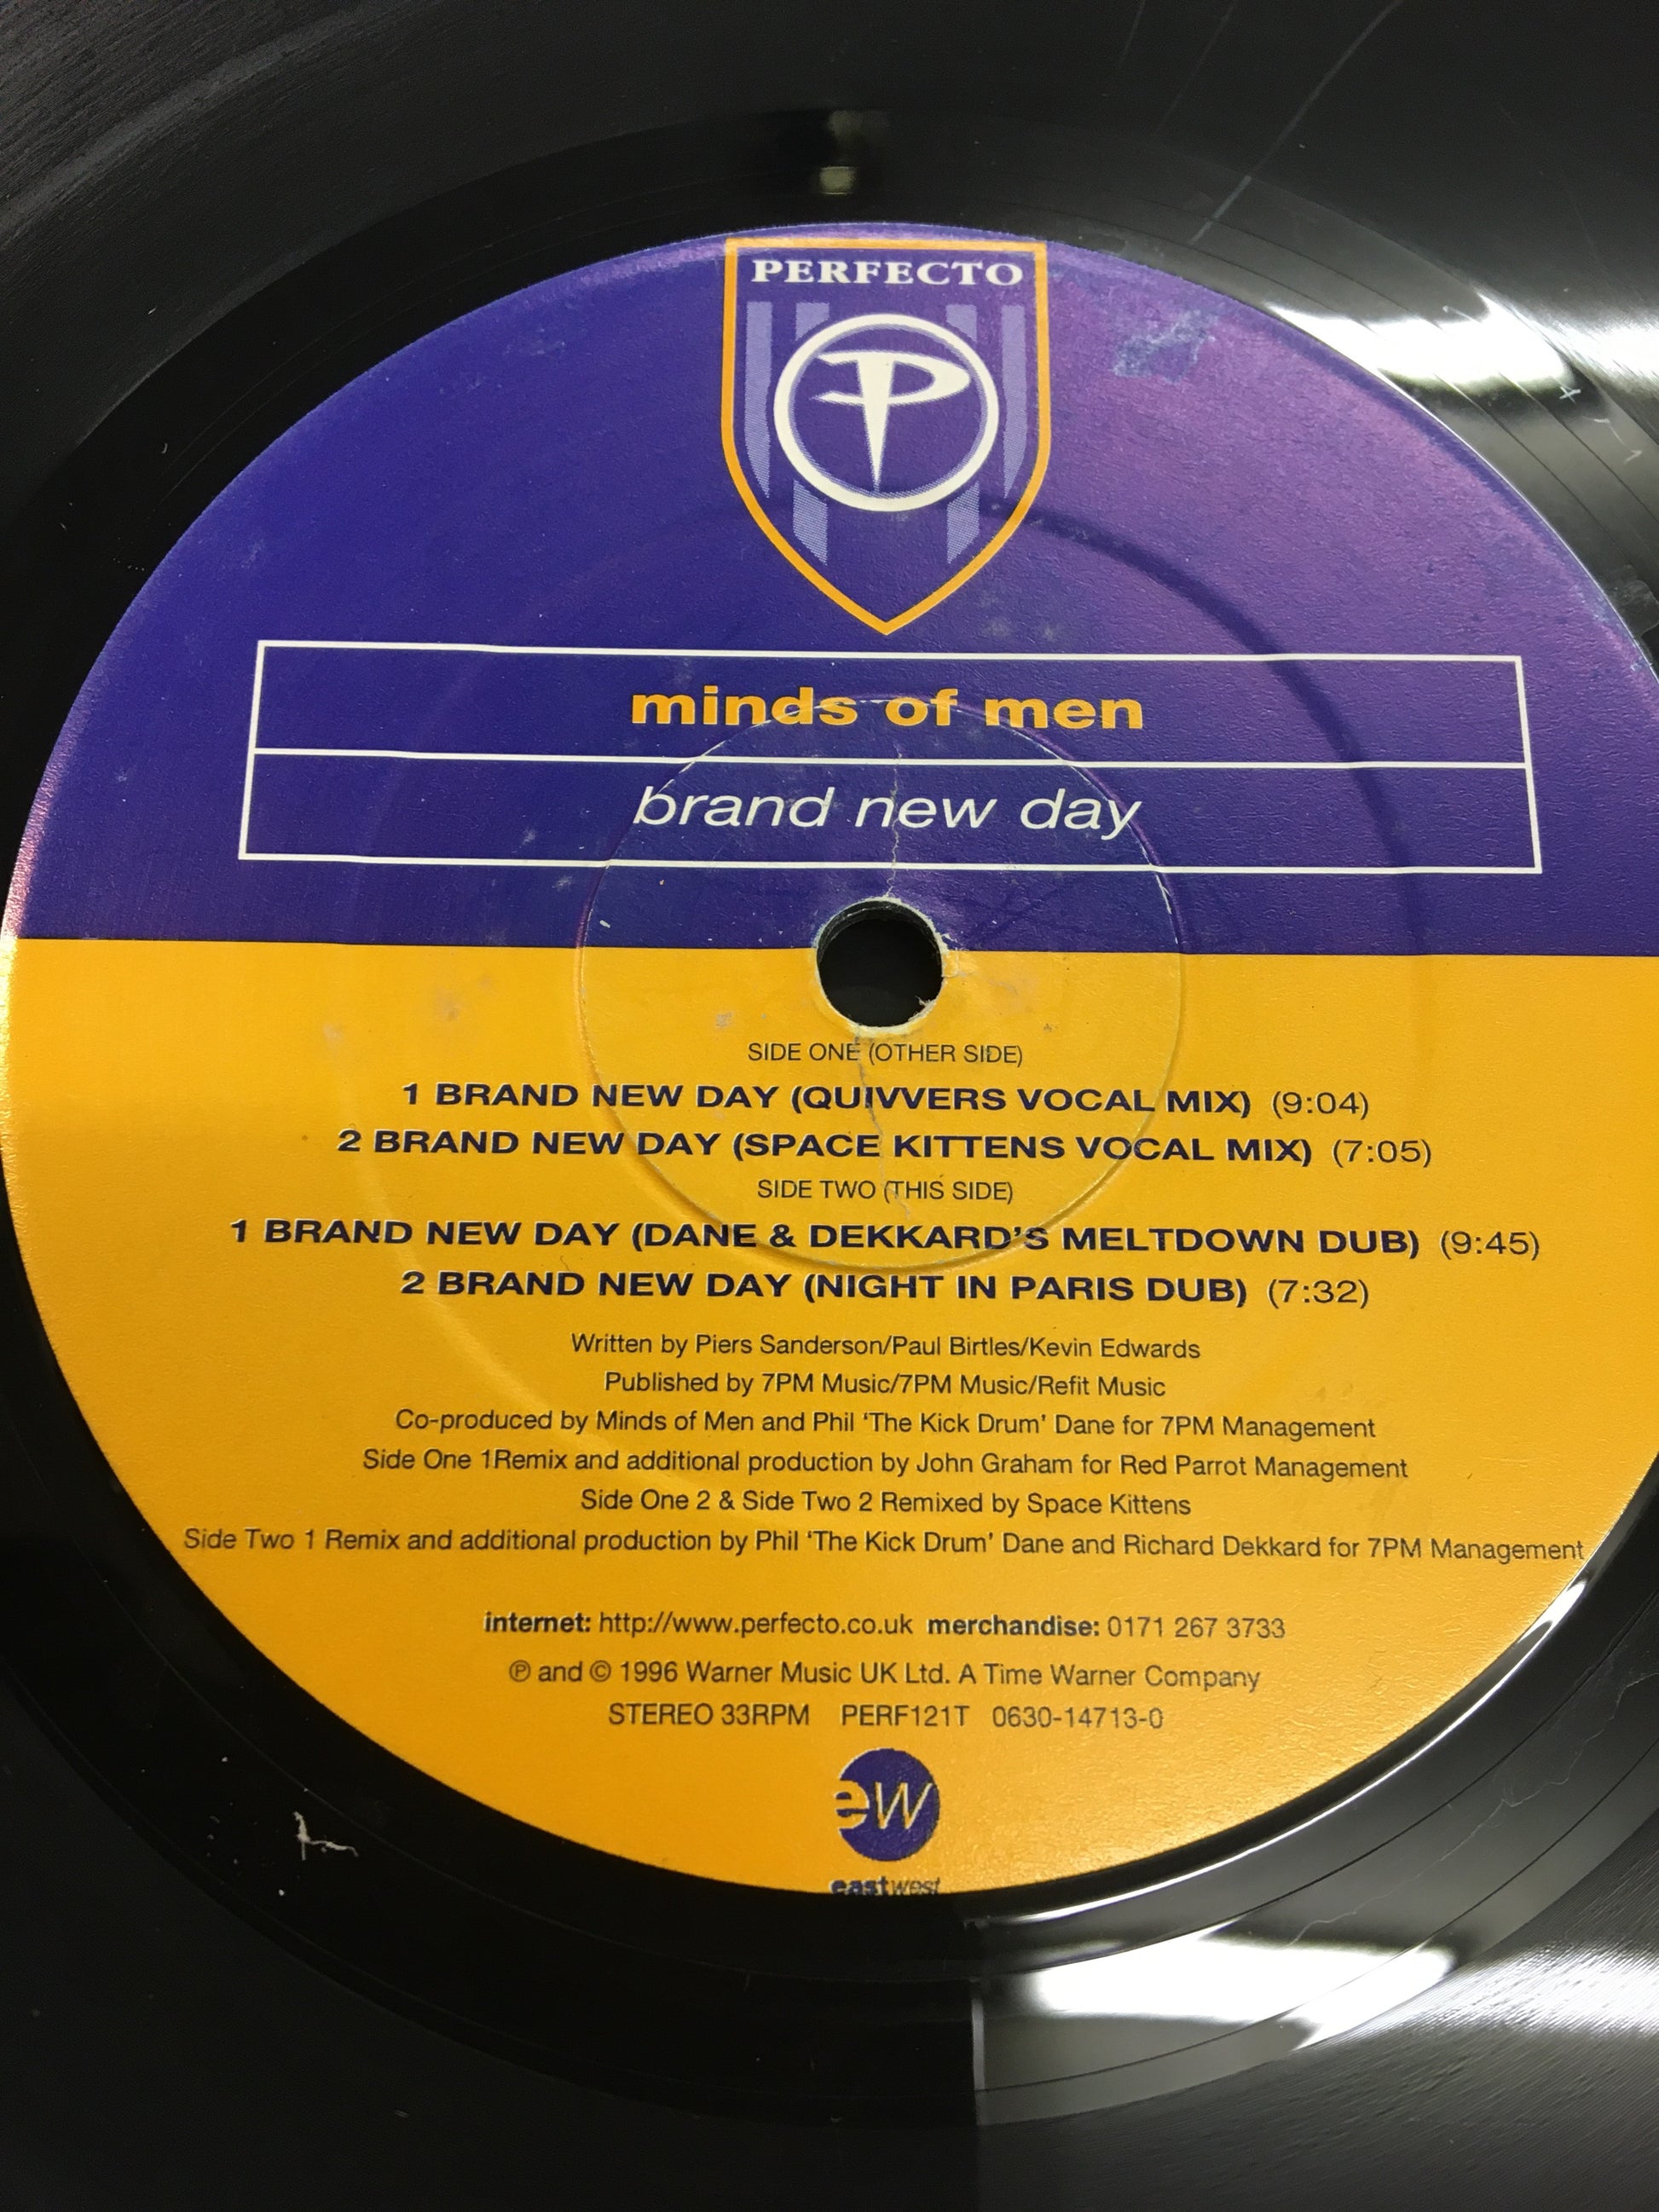 PERFECTO
P
minds of men
brand new day
SIDE ONE (OTHER SIDE)
1 BRAND NEW DAY (QUIVVERS VOCAL MIX) (9:04)
2 BRAND NEW DAY (SPACE KITTENS VOCAL MIX) (7:05)
SIDE TWO (THIS SIDE)
1 BRAND NEW DAY (DANE & DEKKARD'S MELTDOWN DUB) (9:45)
2 BRAND NEW DAY (NIGHT IN PARIS DUB) (7:32)
Written by Piers Sanderson/Paul Birtles/Kevin Edwards
Published by 7PM Music/7PM Music/Refit Music
Co-produced by Minds of Men and Phil ‘The Kick Drum’ Dane for 7PM Management
Side One 1Remix and additional production by John Graham for Red Parrot Management
Side One 2 & Side Two 2 Remixed by Space Kittens
Side Two 1 Remix and additional production by Phil ‘The Kick Drum’ Dane and Richard Dekkard for 7PM Management
internet: http://www.perfecto.co.uk merchandise: 0171 267 3733
℗ and © 1996 Warner Music UK Ltd. A Time Warner Company
STEREO 33RPM PERF121T 0630-14713-0
ew
eastwest